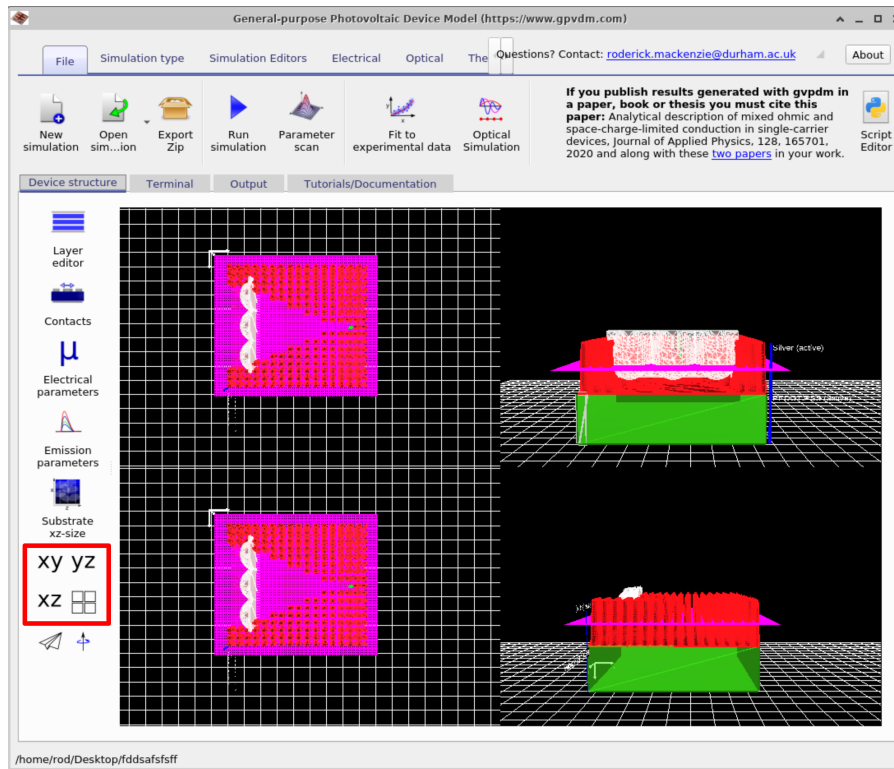 General-purpose Photovoltaic Device Model (https://www.gpvdm.com)
File
Simulation type
Simulation Editors
Electrical
Optical
The
Questions? Contact: roderick.mackenzie@durham.ac.uk
About
New
simulation
Open
sim...ion
Export
Zip
Run
simulation
Parameter
scan
Fit to
experimental data
Optical
Simulation
If you publish results generated with gvpdm in
a paper, book or thesis you must cite this
paper: Analytical description of mixed ohmic and
space-charge-limited conduction in single-carrier
devices, Journal of Applied Physics, 128, 165701,
2020 and along with these two papers in your work.
Script
Editor
Device structure
Terminal
Output
Tutorials/Documentation
Layer
editor
Contacts
μ
Electrical
parameters
Emission
parameters
Substrate
xz-size
xy yz
xz
Silver (active)
/home/rod/Desktop/fddsafsfsff